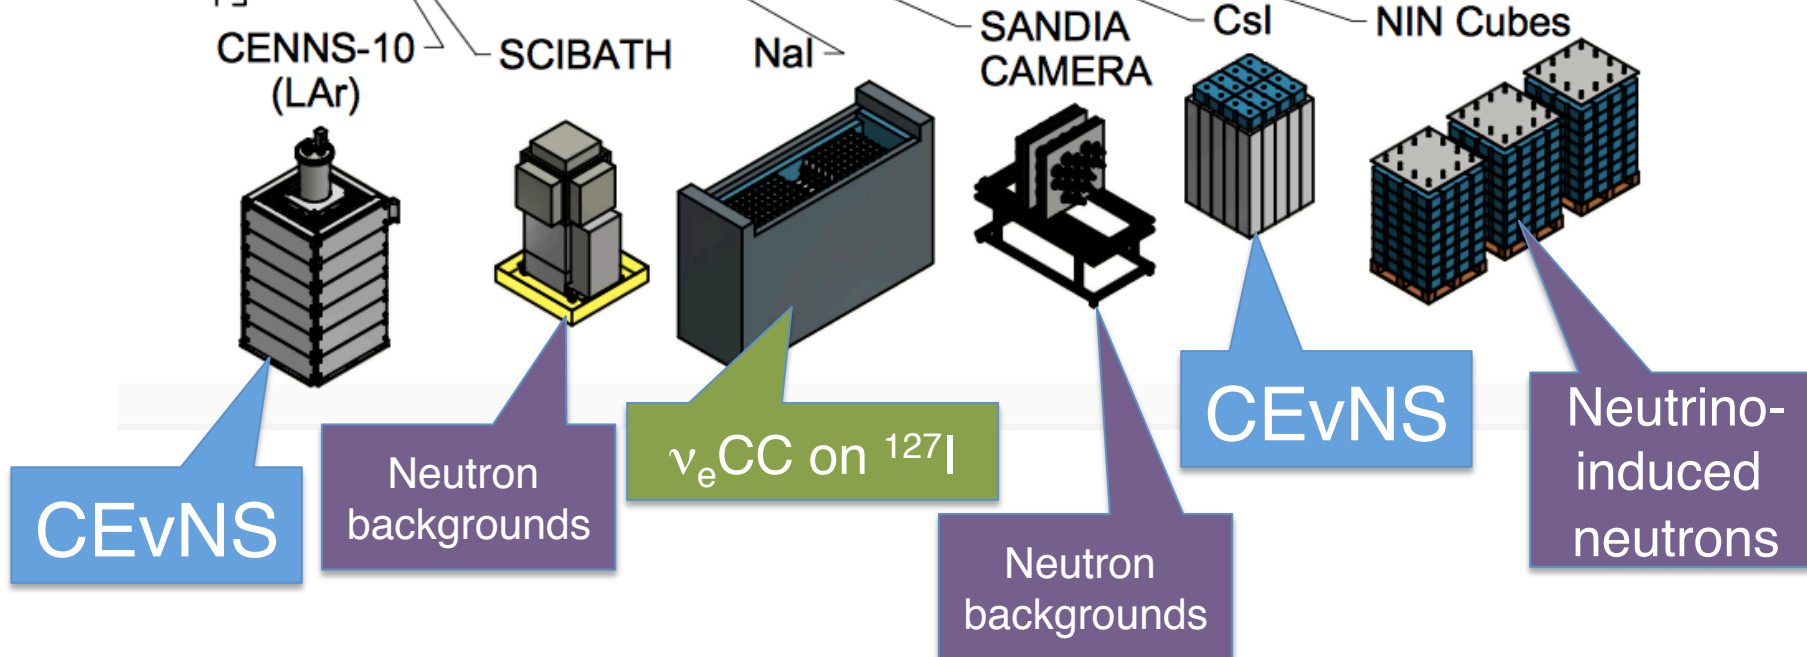 CENNS-10
(LAr)
SCIBATH
NaI
SANDIA
CAMERA
CsI
NIN Cubes
CEvNS
Neutron
backgrounds
νeCC on 127I
Neutron
backgrounds
CEvNS
Neutrino-
induced
neutrons